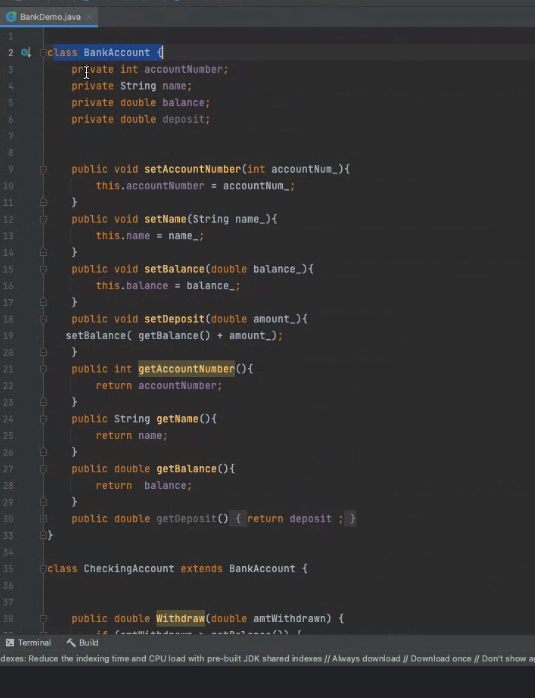 BankDemo.java
1
2 class BankAccount {
3 private int accountNumber;
4 private String name;
5 private double balance;
6 private double deposit;
7
8
9 public void setAccountNumber(int accountNum_){
10 this.accountNumber = accountNum_;
11 }
12 public void setName(String name_){
13 this.name = name_;
14 }
15 public void setBalance(double balance_){
16 this.balance = balance_;
17 }
18 public void setDeposit(double amount_){
19 setBalance( getBalance() + amount_);
20 }
21 public int getAccountNumber(){
22 return accountNumber;
23 }
24 public String getName(){
25 return name;
26 }
27 public double getBalance(){
28 return  balance;
29 }
30 public double getDeposit() { return deposit ; }
33 }
34
35 class CheckingAccount extends BankAccount {
36
37
38 public double Withdraw(double amtWithdrawn) {
Terminal Build
dexes: Reduce the indexing time and CPU load with pre-built JDK shared indexes // Always download // Download once // Don't show